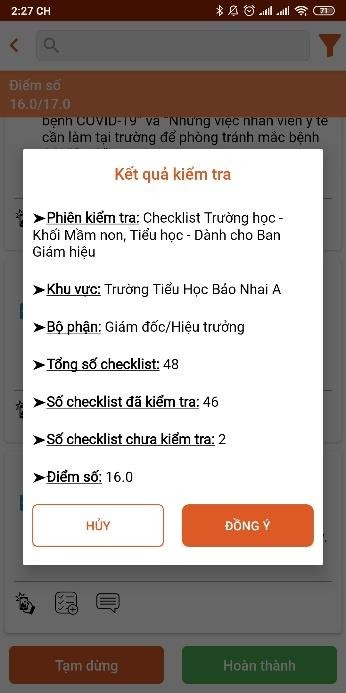 2:27 CH
71
Điểm số
16.0/17.0
bệnh COVID-19" và "Những việc nhân viên y tế
cần làm tại trường để phòng tránh mắc bệnh
Kết quả kiểm tra
➤Phiên kiểm tra: Checklist Trường học -
Khối Mầm non, Tiểu học - Dành cho Ban
Giám hiệu
➤Khu vực: Trường Tiểu Học Bảo Nhai A
➤Bộ phận: Giám đốc/Hiệu trưởng
➤Tổng số checklist: 48
➤Số checklist đã kiểm tra: 46
➤Số checklist chưa kiểm tra: 2
➤Điểm số: 16.0
HỦY
ĐỒNG Ý
Tạm dừng
Hoàn thành